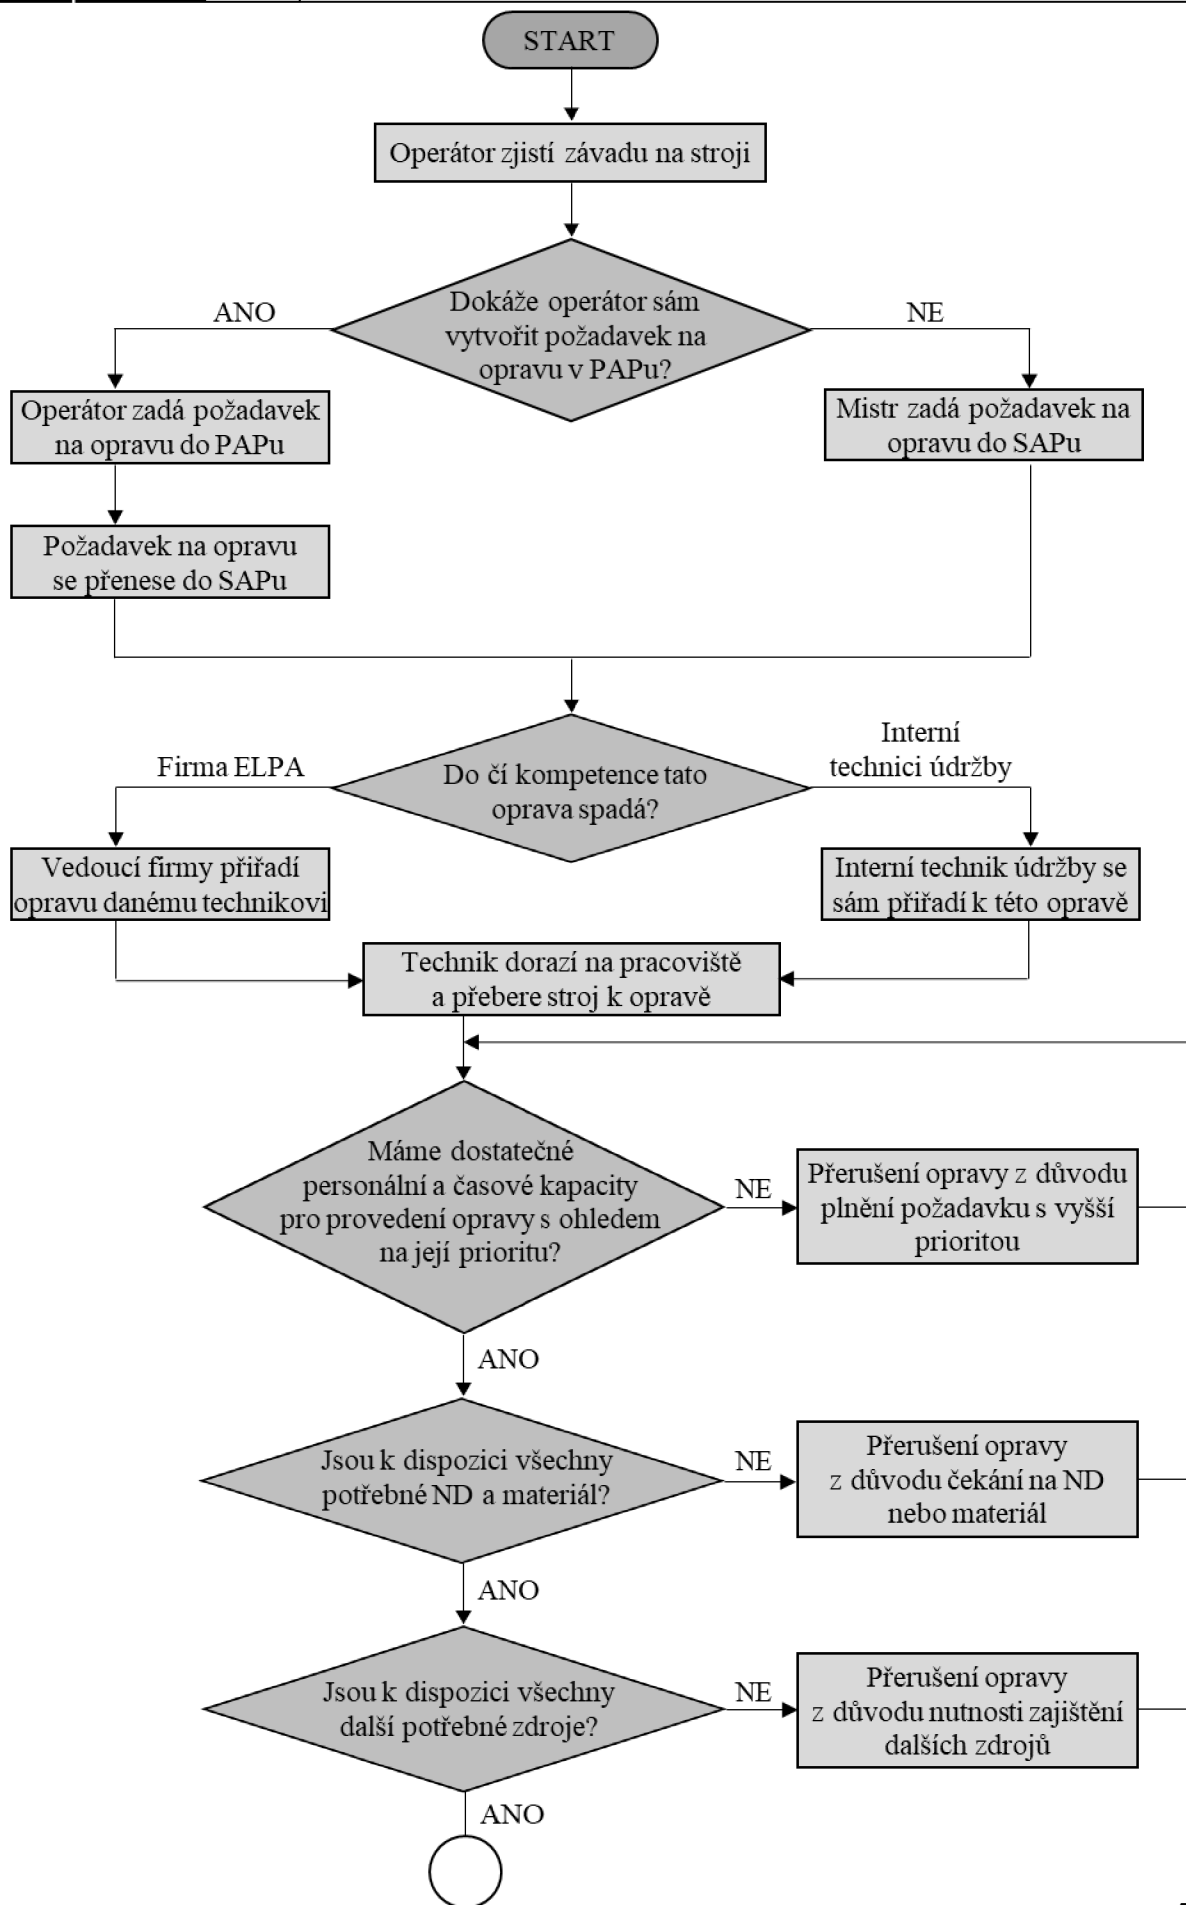 START
Operátor zjistí závadu na stroji
Dokáže operátor sám
vytvořit požadavek na
opravu v PAPu?
ANO
NE
Operátor zadá požadavek
na opravu do PAPu
Mistr zadá požadavek na
opravu do SAPu
Požadavek na opravu
se přenese do SAPu
Do čí kompetence tato
oprava spadá?
Firma ELPA
Interní
technici údržby
Vedoucí firmy přiřadí
opravu danému technikovi
Interní technik údržby se
sám přiřadí k této opravě
Technik dorazí na pracoviště
a přebere stroj k opravě
Máme dostatečné
personální a časové kapacity
pro provedení opravy s ohledem
na její prioritu?
NE
Přerušení opravy z důvodu
plnění požadavku s vyšší
prioritou
ANO
Jsou k dispozici všechny
potřebné ND a materiál?
NE
Přerušení opravy
z důvodu čekání na ND
nebo materiál
ANO
Jsou k dispozici všechny
další potřebné zdroje?
NE
Přerušení opravy
z důvodu nutnosti zajištění
dalších zdrojů
ANO